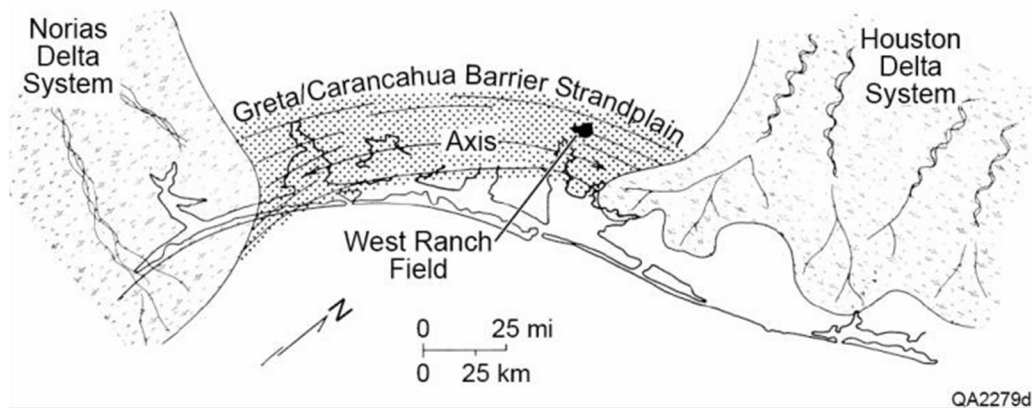 Norias
Delta
System
Greta/Carancahua Barrier Strandplain
Houston
Delta
System
Axis
West Ranch
Field
N
0 25 mi
0 25 km
QA2279d